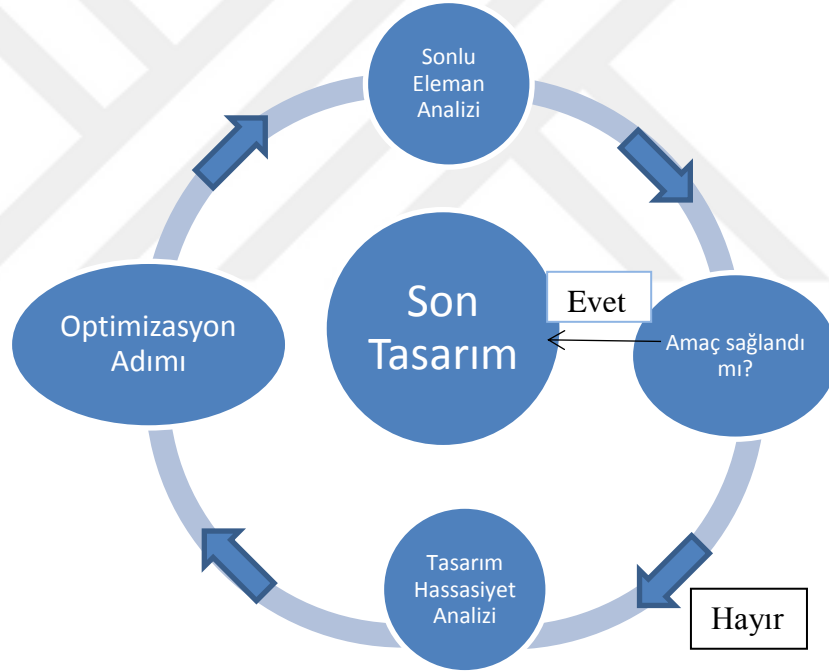 Sonlu
Eleman
Analizi
Optimizasyon
Adımı
Son
Tasarım
Evet
Amaç sağlandı
mı?
Tasarım
Hassasiyet
Analizi
Hayır